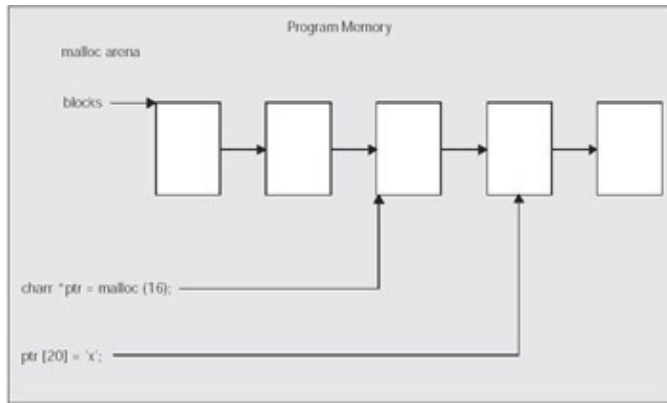 Program Memory
malloc arena
blocks
charr *ptr = malloc (16);
ptr [20] = 'x';